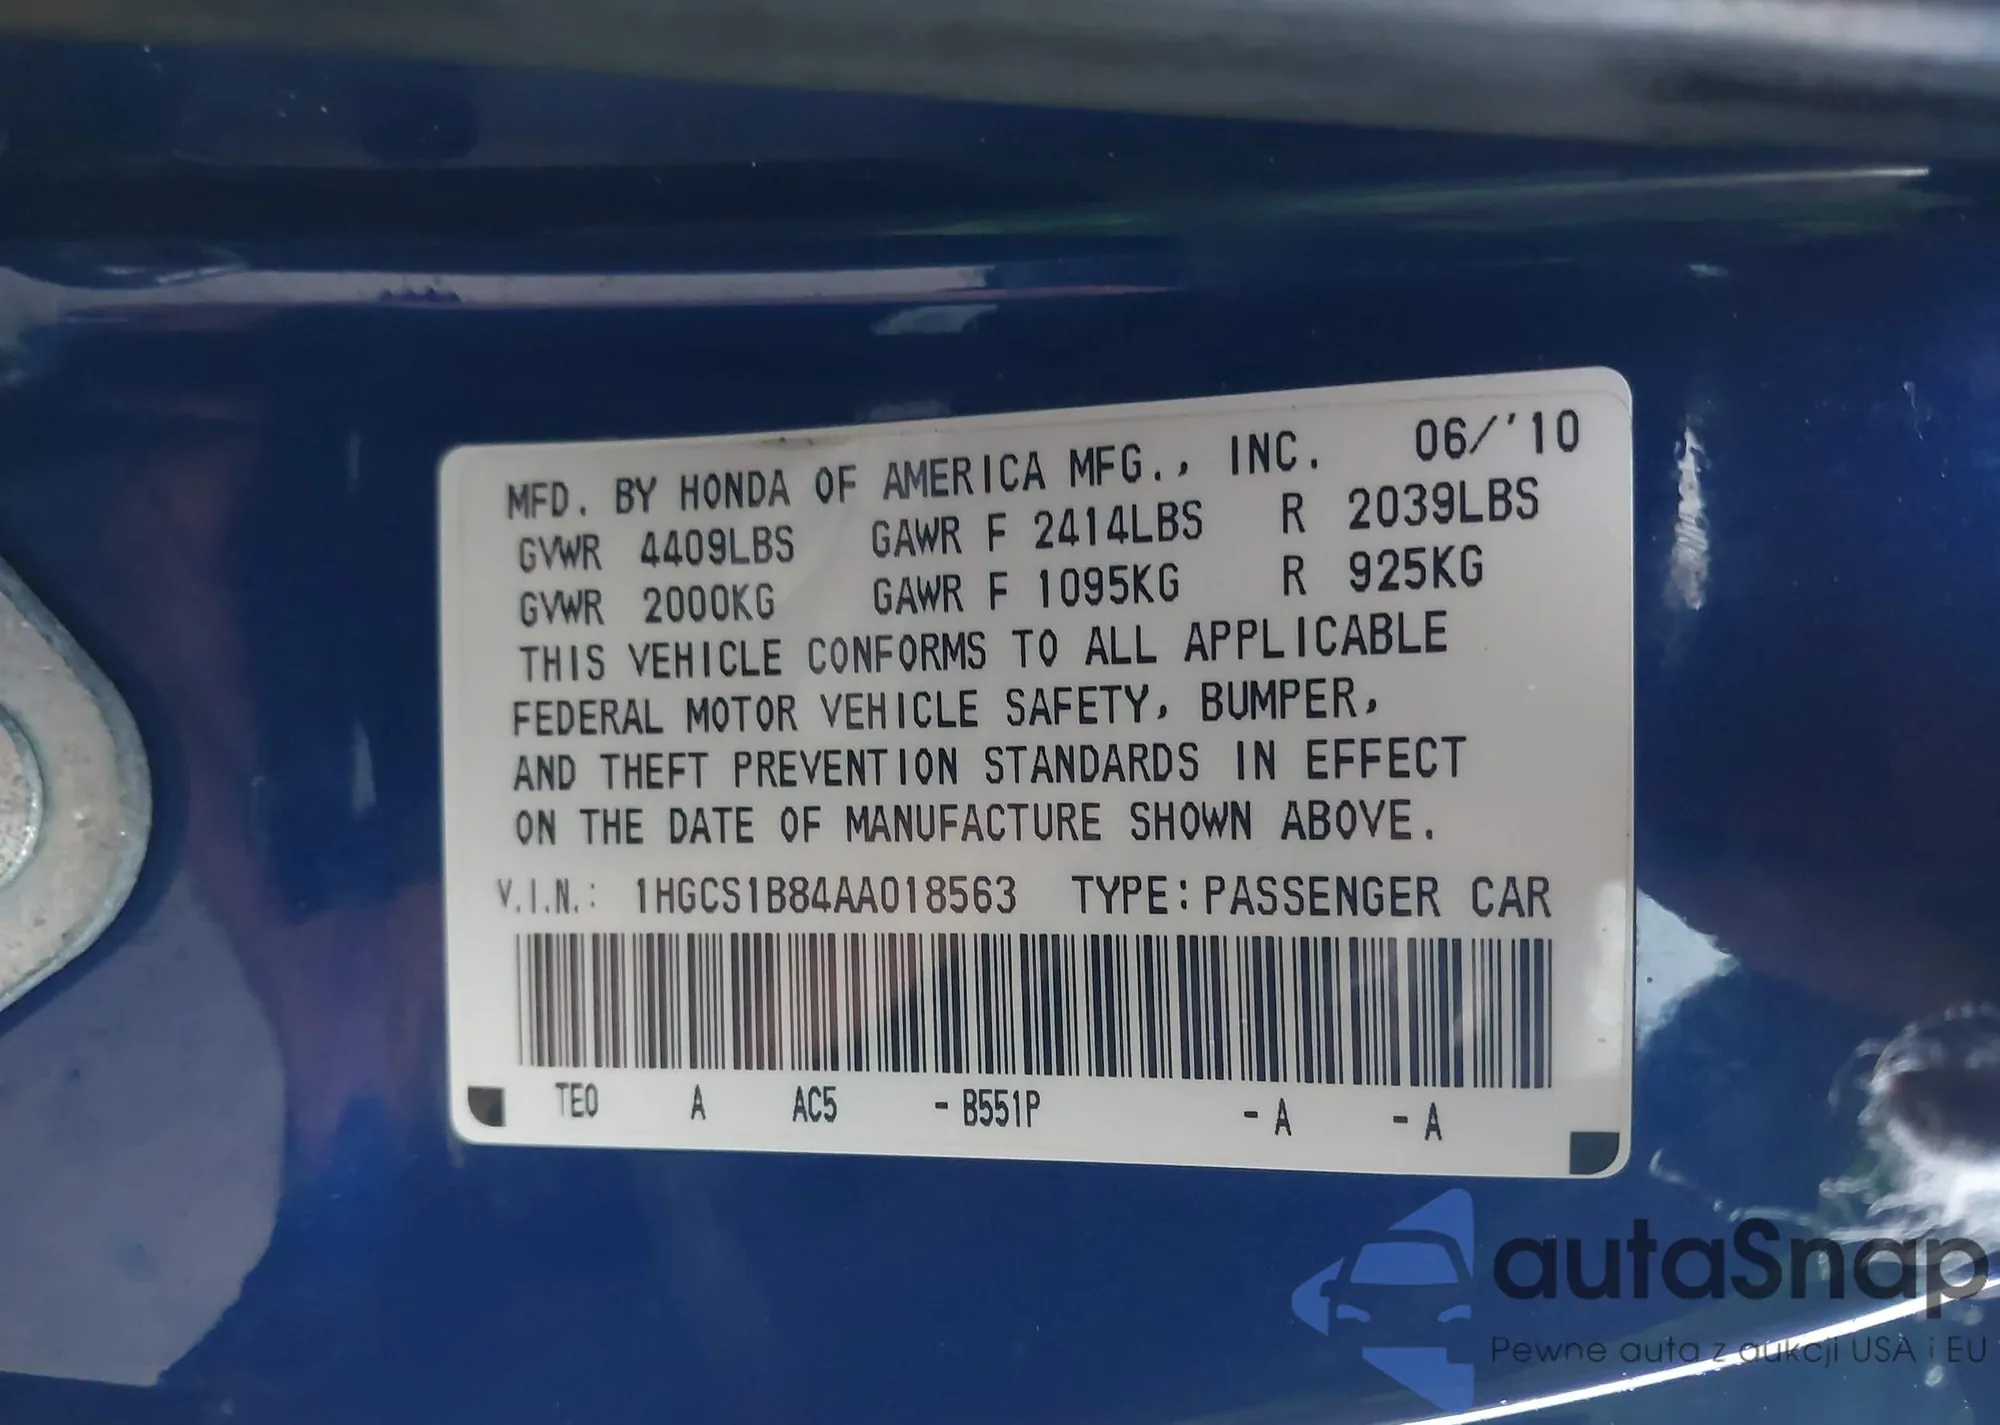 MFD. BY HONDA OF AMERICA MFG., INC. 06/'10
GVWR 4409LBS GAWR F 2414LBS R 2039LBS
GVWR 2000KG GAWR F 1095KG R 925KG
THIS VEHICLE CONFORMS TO ALL APPLICABLE
FEDERAL MOTOR VEHICLE SAFETY, BUMPER,
AND THEFT PREVENTION STANDARDS IN EFFECT
ON THE DATE OF MANUFACTURE SHOWN ABOVE.
V.I.N.: 1HGCS1B84AA018563 TYPE: PASSENGER CAR
TE0 A AC5 -B551P -A -A
autaSnap
Pewne auta z aukcji USA i EU